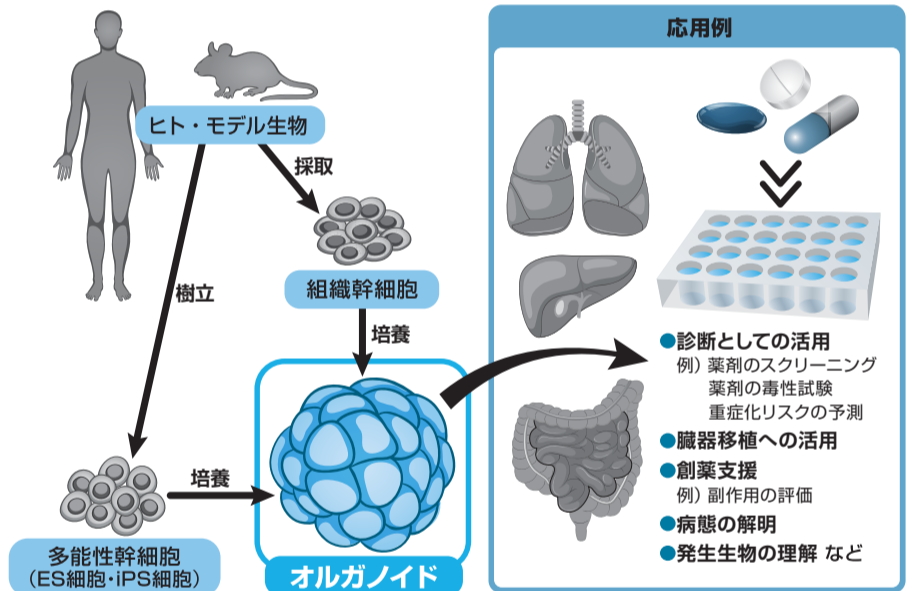 ヒト・モデル生物
採取
組織幹細胞
樹立
培養
培養
多能性幹細胞
(ES細胞・iPS細胞)
オルガノイド
応用例
●診断としての活用
例）薬剤のスクリーニング
薬剤の毒性試験
重症化リスクの予測
●臓器移植への活用
●創薬支援
例）副作用の評価
●病態の解明
●発生生物の理解 など